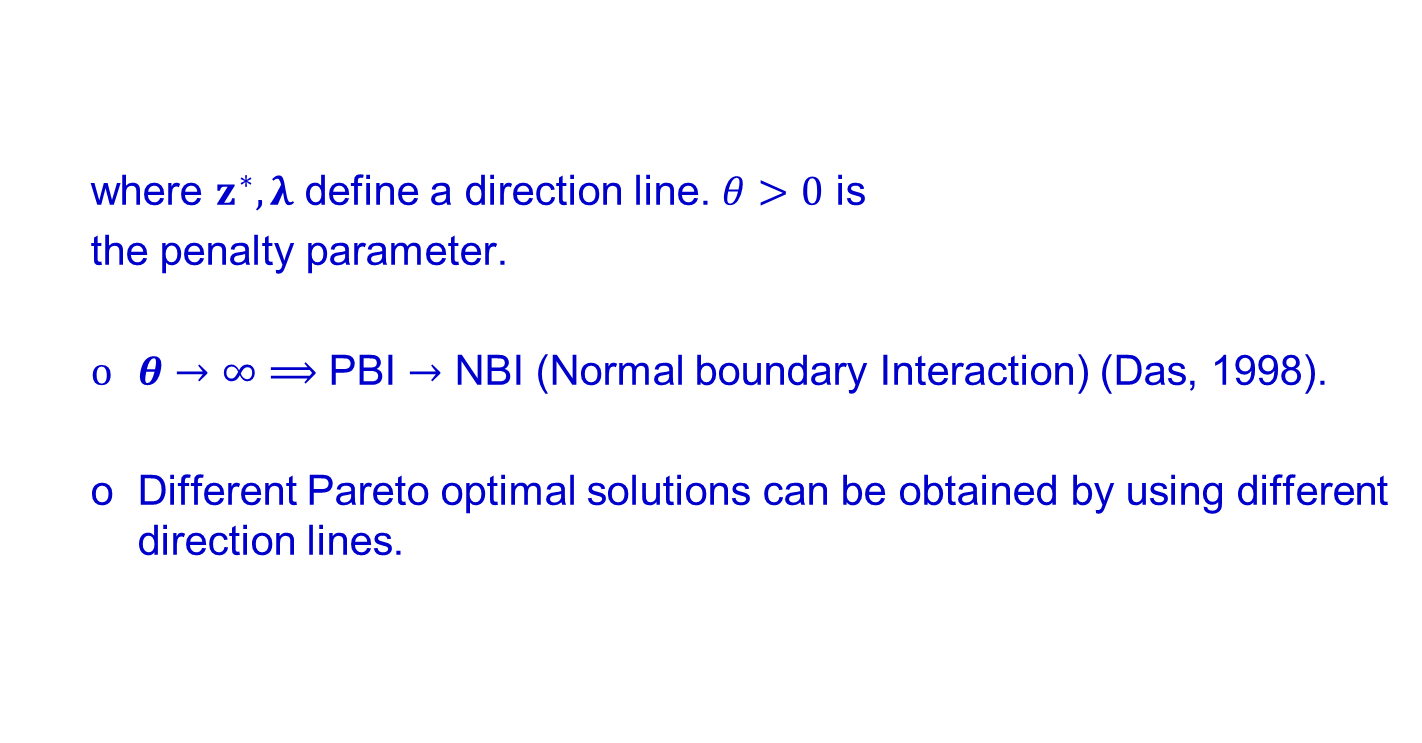 where 𝐳*,𝛌 define a direction line. 𝜃 > 0 is
the penalty parameter.
o 𝜽 → ∞ ⟹ PBI → NBI (Normal boundary Interaction) (Das, 1998).
o Different Pareto optimal solutions can be obtained by using different
direction lines.